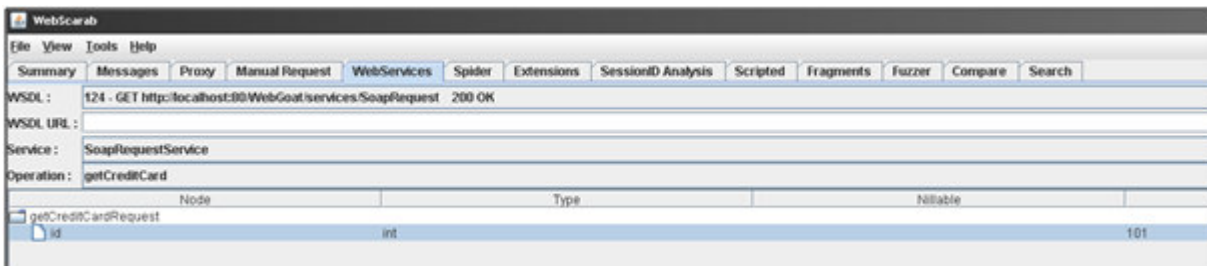 WebScarab
File View Tools Help
Summary Messages Proxy Manual Request WebServices Spider Extensions SessionID Analysis Scripted Fragments Fuzzer Compare Search
WSDL : 124 - GET http://localhost:80/WebGoat/services/SoapRequest 200 OK
WSDL URL :
Service : SoapRequestService
Operation : getCreditCard
Node Type Nillable
getCreditCardRequest
id int 101